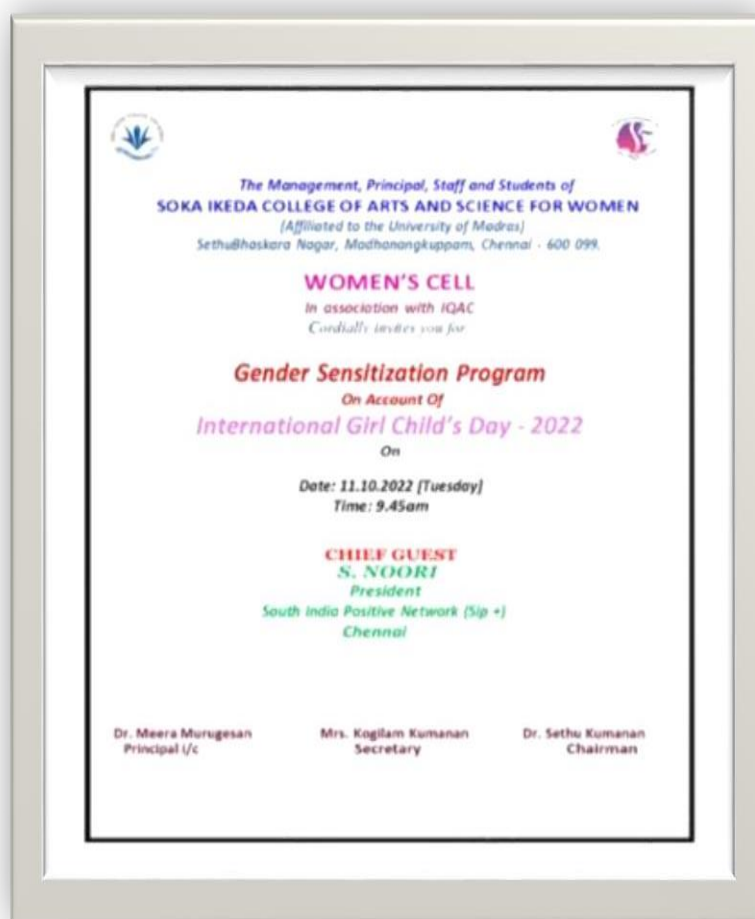 The Management, Principal, Staff and Students of
SOKA IKEDA COLLEGE OF ARTS AND SCIENCE FOR WOMEN
(Affiliated to the University of Madras)
SethuBhaskara Nagar, Madhanangkuppam, Chennai - 600 099.
WOMEN'S CELL
In association with IQAC
Cordially invites you for
Gender Sensitization Program
On Account Of
International Girl Child's Day - 2022
On
Date: 11.10.2022 (Tuesday)
Time: 9.45am
CHIEF GUEST
S. NOORI
President
South India Positive Network (Sip +)
Chennai
Dr. Meera Murugesan Mrs. Kogilam Kumanan Dr. Sethu Kumanan
Principal i/c Secretary Chairman